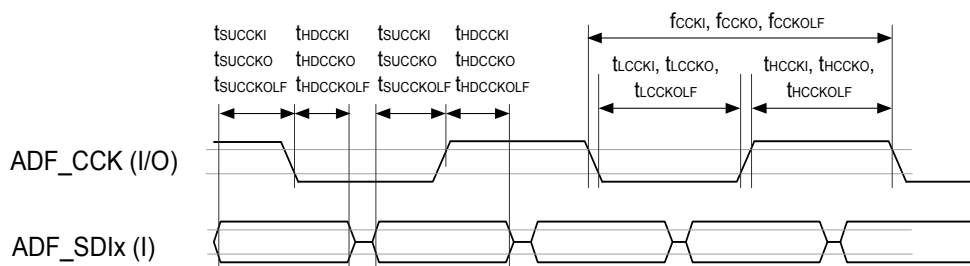 tSUCCKI tHDCCKI tSUCCKI tHDCCKI
tSUCCKO tHDCCKO tSUCCKO tHDCCKO
tSUCCKOLF tHDCCKOLF tSUCCKOLF tHDCCKOLF
fCCKI, fCCKO, fCCKOLF
tLCCKI, tLCCKO, tHCCKI, tHCCKO,
tLCCKOLF tHCCKOLF
ADF_CCK (I/O)
ADF_SDIx (I)